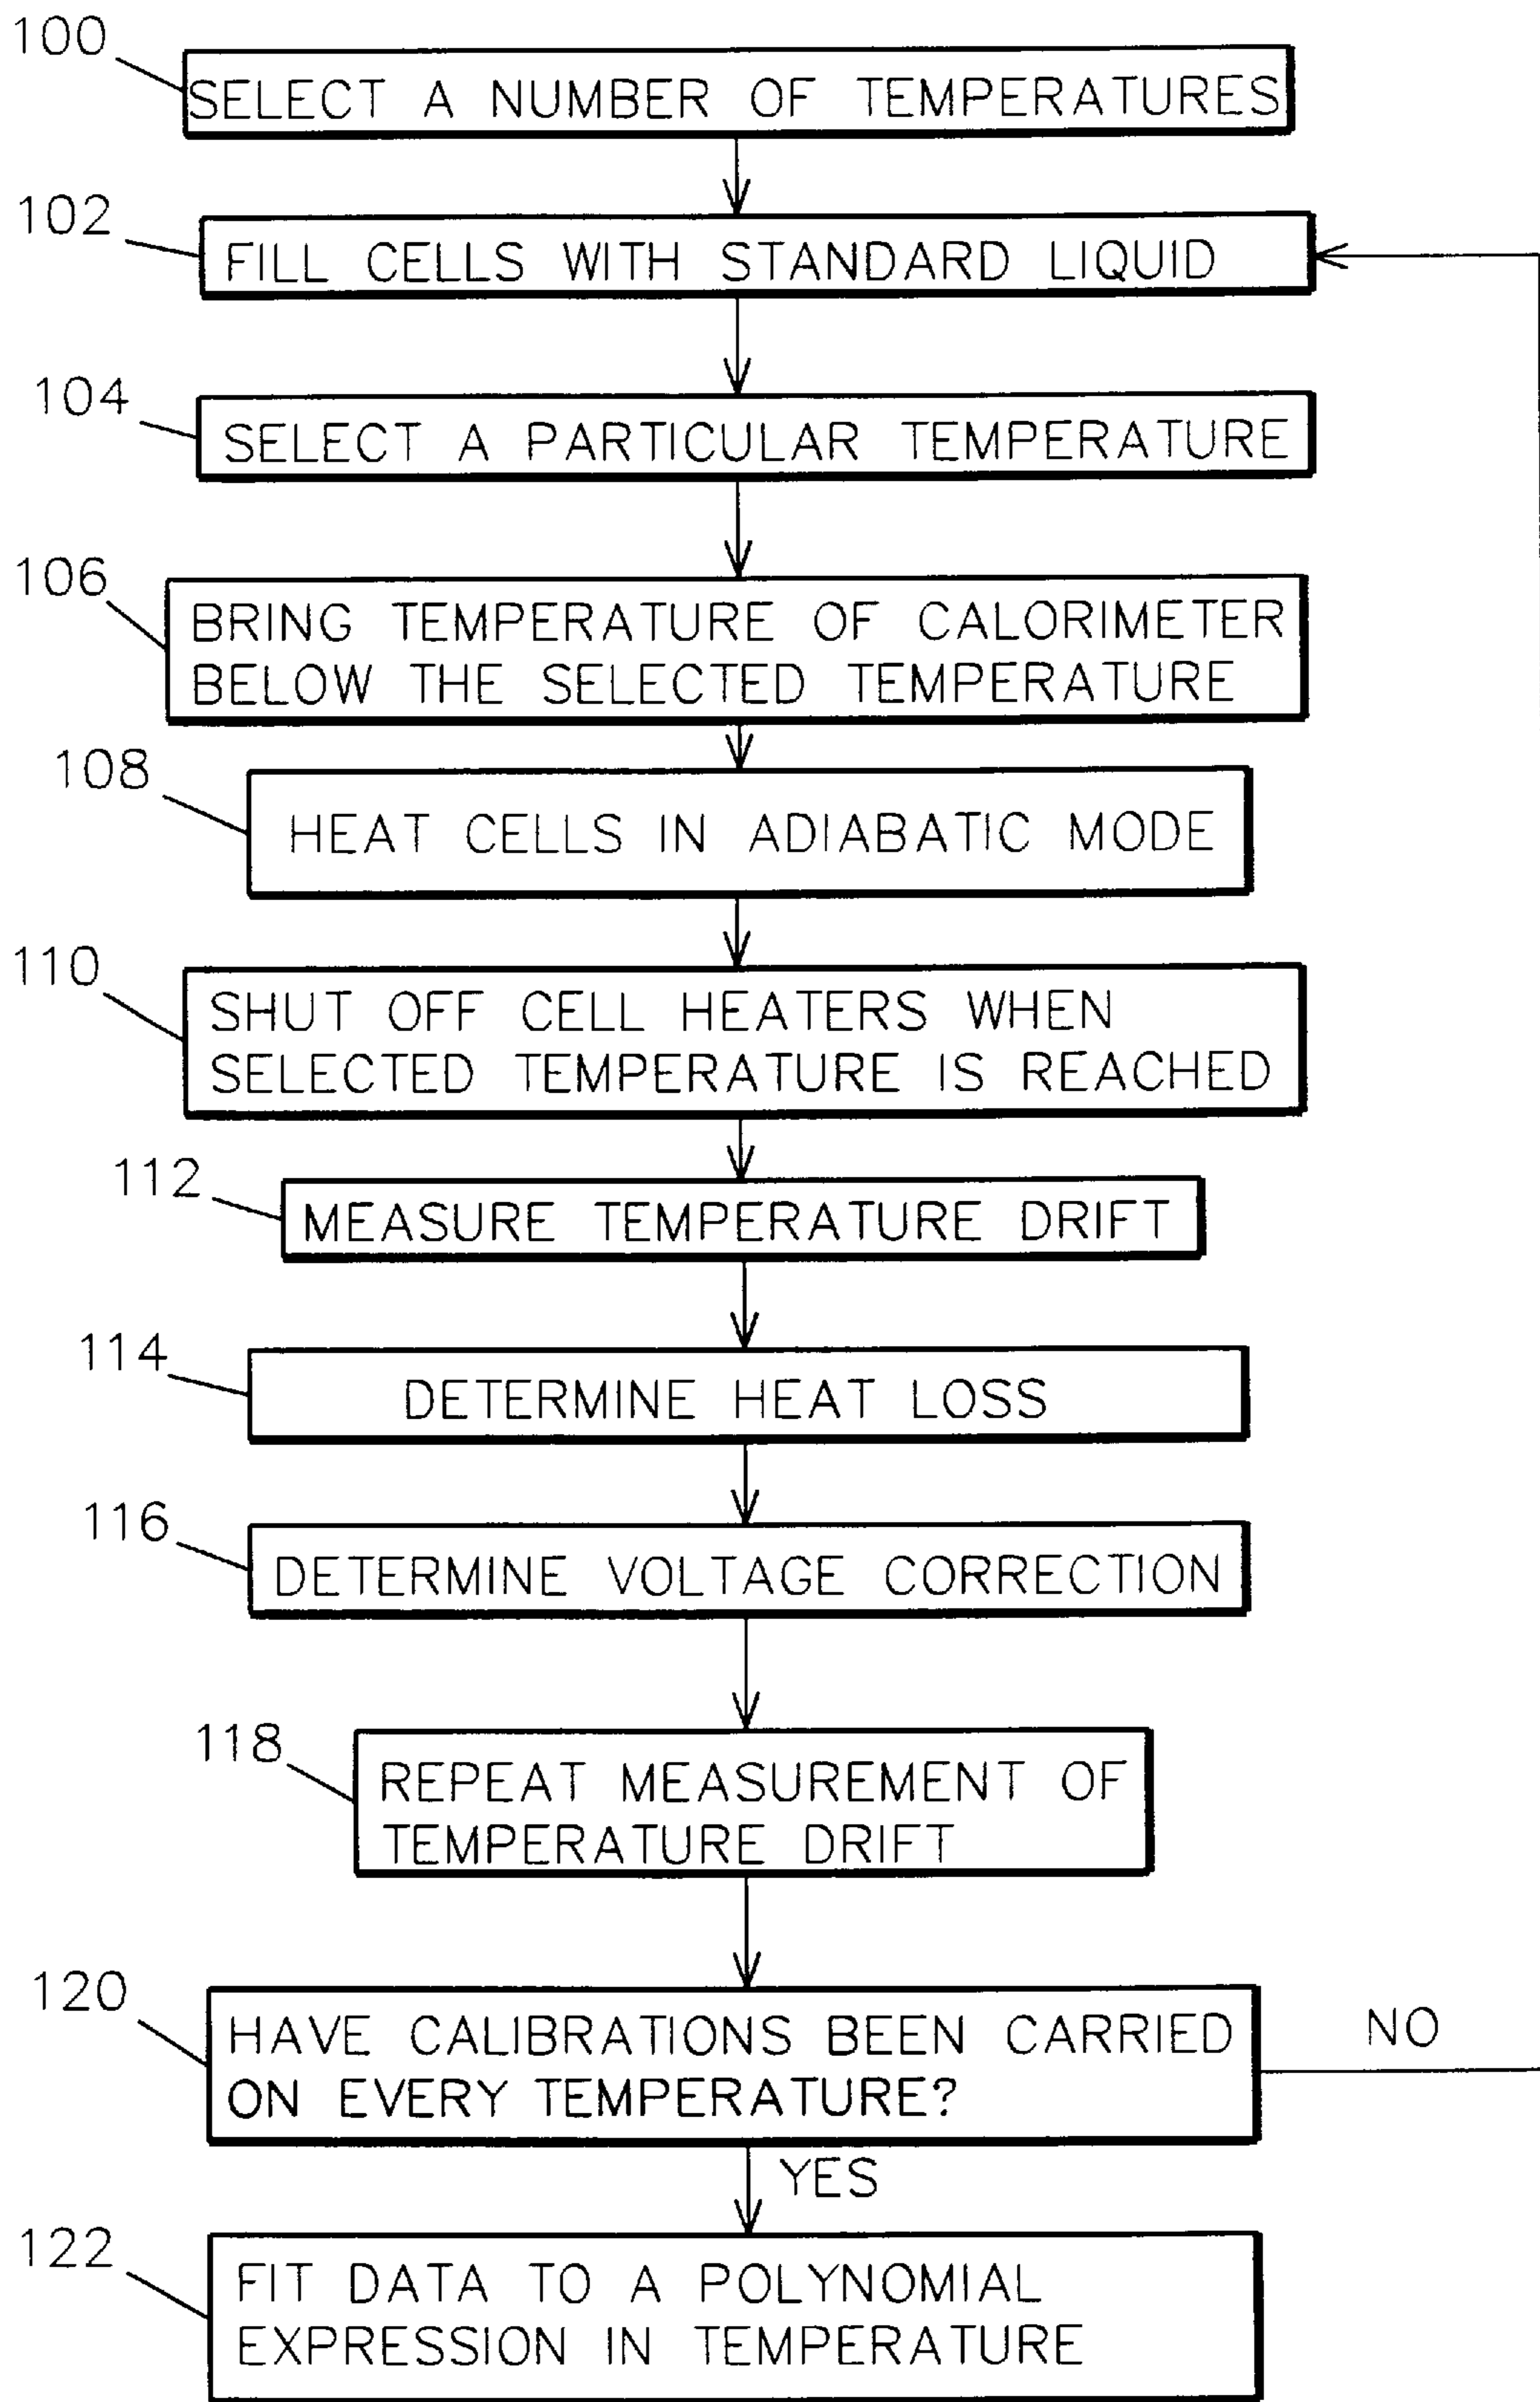 100
SELECT A NUMBER OF TEMPERATURES
102
FILL CELLS WITH STANDARD LIQUID
104
SELECT A PARTICULAR TEMPERATURE
106
BRING TEMPERATURE OF CALORIMETER
BELOW THE SELECTED TEMPERATURE
108
HEAT CELLS IN ADIABATIC MODE
110
SHUT OFF CELL HEATERS WHEN
SELECTED TEMPERATURE IS REACHED
112
MEASURE TEMPERATURE DRIFT
114
DETERMINE HEAT LOSS
116
DETERMINE VOLTAGE CORRECTION
118
REPEAT MEASUREMENT OF
TEMPERATURE DRIFT
120
HAVE CALIBRATIONS BEEN CARRIED
ON EVERY TEMPERATURE?
NO
YES
122
FIT DATA TO A POLYNOMIAL
EXPRESSION IN TEMPERATURE